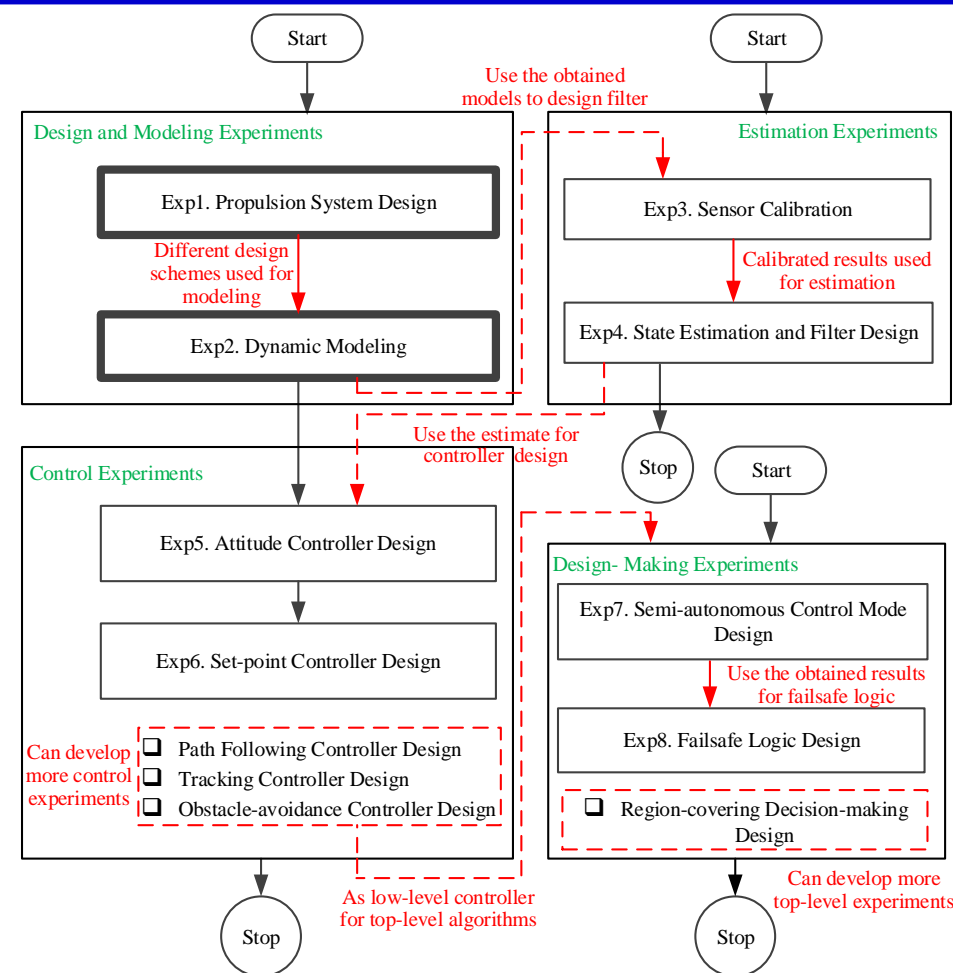 Start
Start
Use the obtained
models to design filter
Design and Modeling Experiments
Estimation Experiments
Exp1. Propulsion System Design
Exp3. Sensor Calibration
Different design
schemes used for
modeling
Calibrated results used
for estimation
Exp2. Dynamic Modeling
Exp4. State Estimation and Filter Design
Use the estimate for
controller design
Stop
Start
Control Experiments
Exp5. Attitude Controller Design
Design- Making Experiments
Exp7. Semi-autonomous Control Mode
Design
Exp6. Set-point Controller Design
Use the obtained results
for failsafe logic
Exp8. Failsafe Logic Design
Can develop
more control
experiments
❑ Path Following Controller Design
❑ Tracking Controller Design
❑ Obstacle-avoidance Controller Design
❑ Region-covering Decision-making
Design
As low-level controller
for top-level algorithms
Can develop more
top-level experiments
Stop
Stop